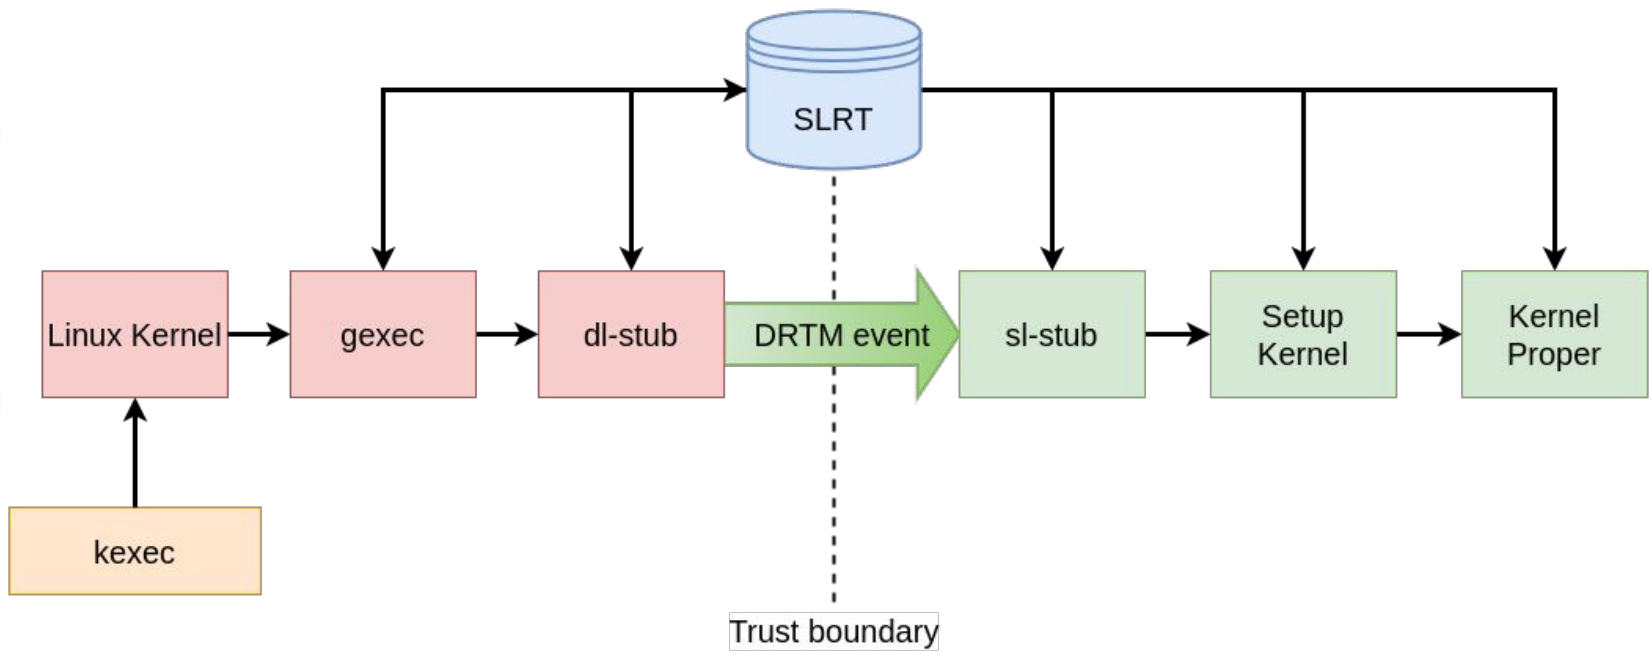 SLRT
Linux Kernel
gexec
dl-stub
DRTM event
sl-stub
Setup
Kernel
Kernel
Proper
kexec
Trust boundary